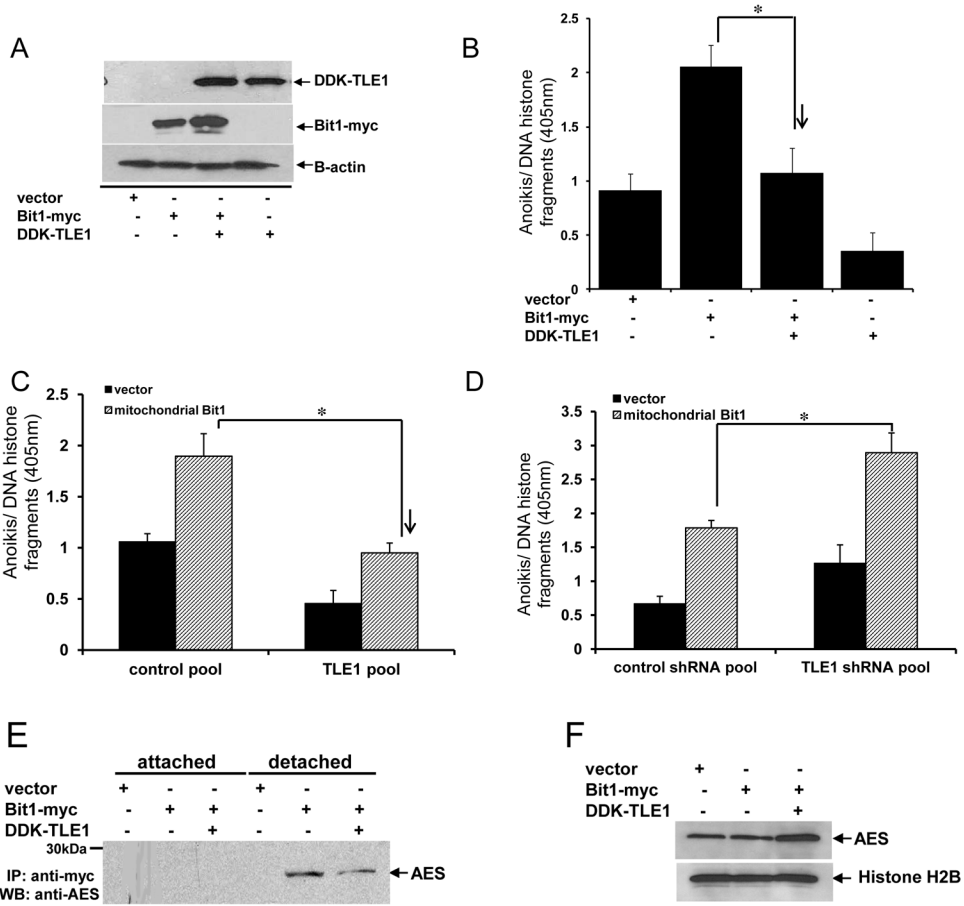 A
DDK-TLE1
Bit1-myc
B-actin
vector + - - -
Bit1-myc - + + -
DDK-TLE1 - - + +
B
Anoikis/ DNA histone
fragments (405nm)
2.5
2
1.5
1
0.5
0
*
vector + - - -
Bit1-myc - + + -
DDK-TLE1 - - + +
C
Anoikis/ DNA histone
fragments (405nm)
2.5
2
1.5
1
0.5
0
vector
mitochondrial Bit1
*
control pool TLE1 pool
D
Anoikis/ DNA histone
fragments (405nm)
3.5
3
2.5
2
1.5
1
0.5
0
vector
mitochondrial Bit1
*
control shRNA pool TLE1 shRNA pool
E
attached detached
vector + - - + - -
Bit1-myc - + + - + +
DDK-TLE1 - - + - - +
30kDa
IP: anti-myc
WB: anti-AES
AES
F
vector + - -
Bit1-myc - - +
DDK-TLE1 - - +
AES
Histone H2B